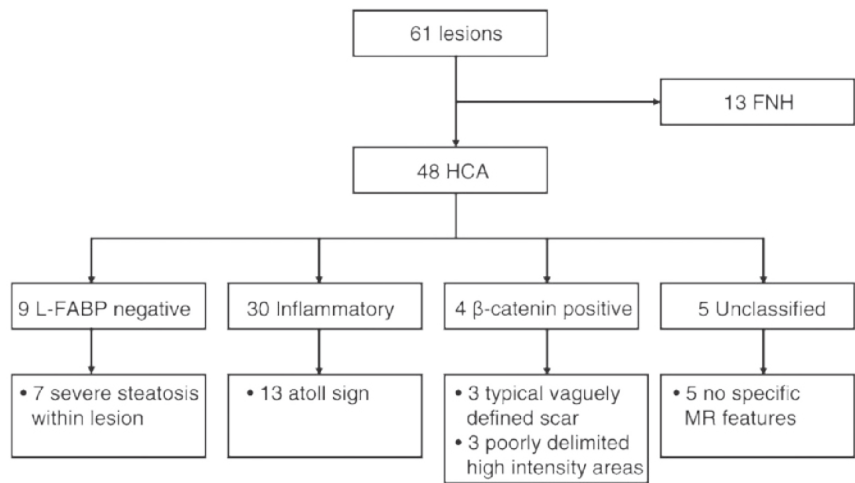 61 lesions
13 FNH
48 HCA
9 L-FABP negative
30 Inflammatory
4 β-catenin positive
5 Unclassified
• 7 severe steatosis
within lesion
• 13 atoll sign
• 3 typical vaguely
defined scar
• 3 poorly delimited
high intensity areas
• 5 no specific
MR features